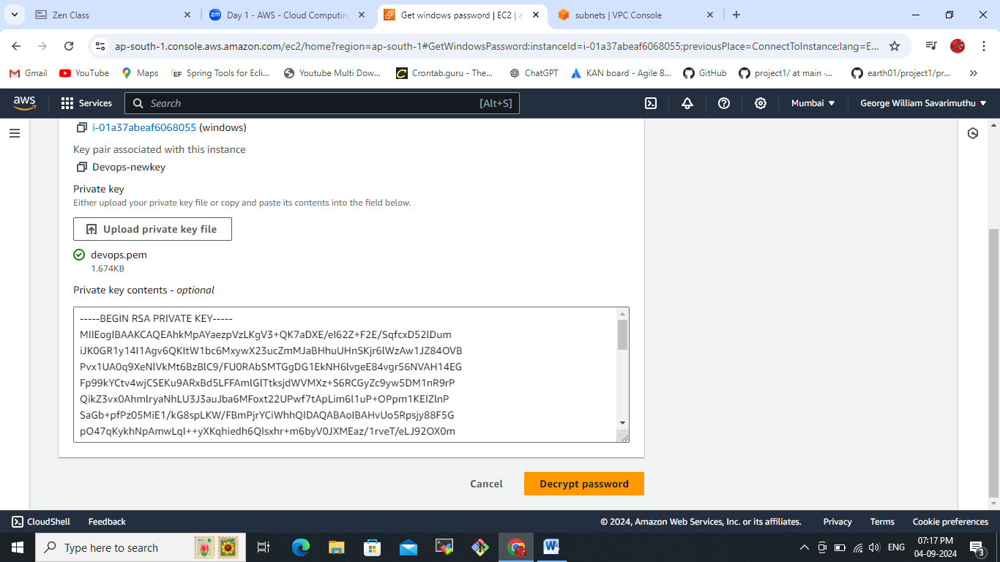 Zen Class
Day 1 - AWS - Cloud Computing
Get windows password | EC2 | a
subnets | VPC Console
ap-south-1.console.aws.amazon.com/ec2/home?region=ap-south-1#GetWindowsPassword:instanceId=i-01a37abeaf6068055;previousPlace=ConnectToInstance;lang=E...
Gmail
YouTube
Maps
EF Spring Tools for Ecli...
Youtube Multi Dow...
Crontab.guru - The...
ChatGPT
KAN board - Agile B...
GitHub
project1/ at main ·...
earth01/project1/pr...
aws
Services
Search
[Alt+S]
Mumbai
George William Savarimuthu
i-01a37abeaf6068055 (windows)
Key pair associated with this instance
Devops-newkey
Private key
Either upload your private key file or copy and paste its contents into the field below.
Upload private key file
devops.pem
1.674KB
Private key contents - optional
-----BEGIN RSA PRIVATE KEY-----
MIIEogIBAAKCAQEAhkMpAYaezpVzLKgV3+QK7aDXE/eI62Z+F2E/SqfcxD52lDum
iJK0GR1y14I1Agv6QKItW1bc6MxywX23ucZmMJaBHhuUHnSKjr6lWzAw1JZ84OVB
Pvx1UA0q9XeNlVkMt6BzBlC9/FU0RAbSMTGgDG1EkNH6lvgeE84vgr56NVAH14EG
Fp99kYCtv4wjCSEKu9ARxBd5LFFAmlGlTtksjdWVMXz+S6RCGyZc9yw5DM1nR9rP
QikZ3vx0AhmlryaNhLU3J3auJba6MFoxt22UPwf7tApLim6l1uP+OPpm1KEIZlnP
SaGb+pfPz05MiE1/kG8spLKW/FBmPjrYCiWhhQIDAQABAoIBAHvUo5Rpsjy88F5G
pO47qKykhNpAmwLqI++yXKqhiedh6QIsxhr+m6byV0JXMEaz/1rveT/eLJ92OX0m
Cancel
Decrypt password
CloudShell
Feedback
© 2024, Amazon Web Services, Inc. or its affiliates.
Privacy
Terms
Cookie preferences
Type here to search
ENG
07:17 PM
04-09-2024
3